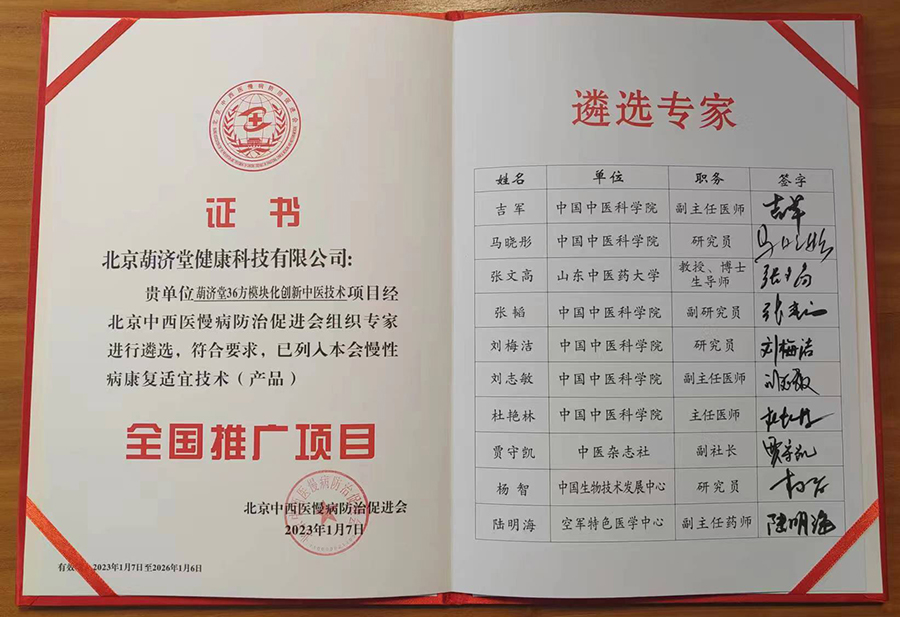 证 书
北京葫济堂健康科技有限公司:
贵单位葫济堂36方模块化创新中医技术项目经
北京中西医慢病防治促进会组织专家
进行遴选，符合要求，已列入本会慢性
病康复适宜技术（产品）
全国推广项目
北京中西医慢病防治促进会
2023年1月7日
有效 2023年1月7日至2026年1月6日
遴选专家
姓名 单位 职务 签字
吉军 中国中医科学院 副主任医师 吉军
马晓彤 中国中医科学院 研究员
张文高 山东中医药大学 教授、博士
生导师
张韬 中国中医科学院 副研究员
刘梅洁 中国中医科学院 研究员 刘梅洁
刘志敏 中国中医科学院 副主任医师 刘志敏
杜艳林 中国中医科学院 主任医师
贾守凯 中医杂志社 副社长
杨智 中国生物技术发展中心 研究员
陆明海 空军特色医学中心 副主任药师 陆明海